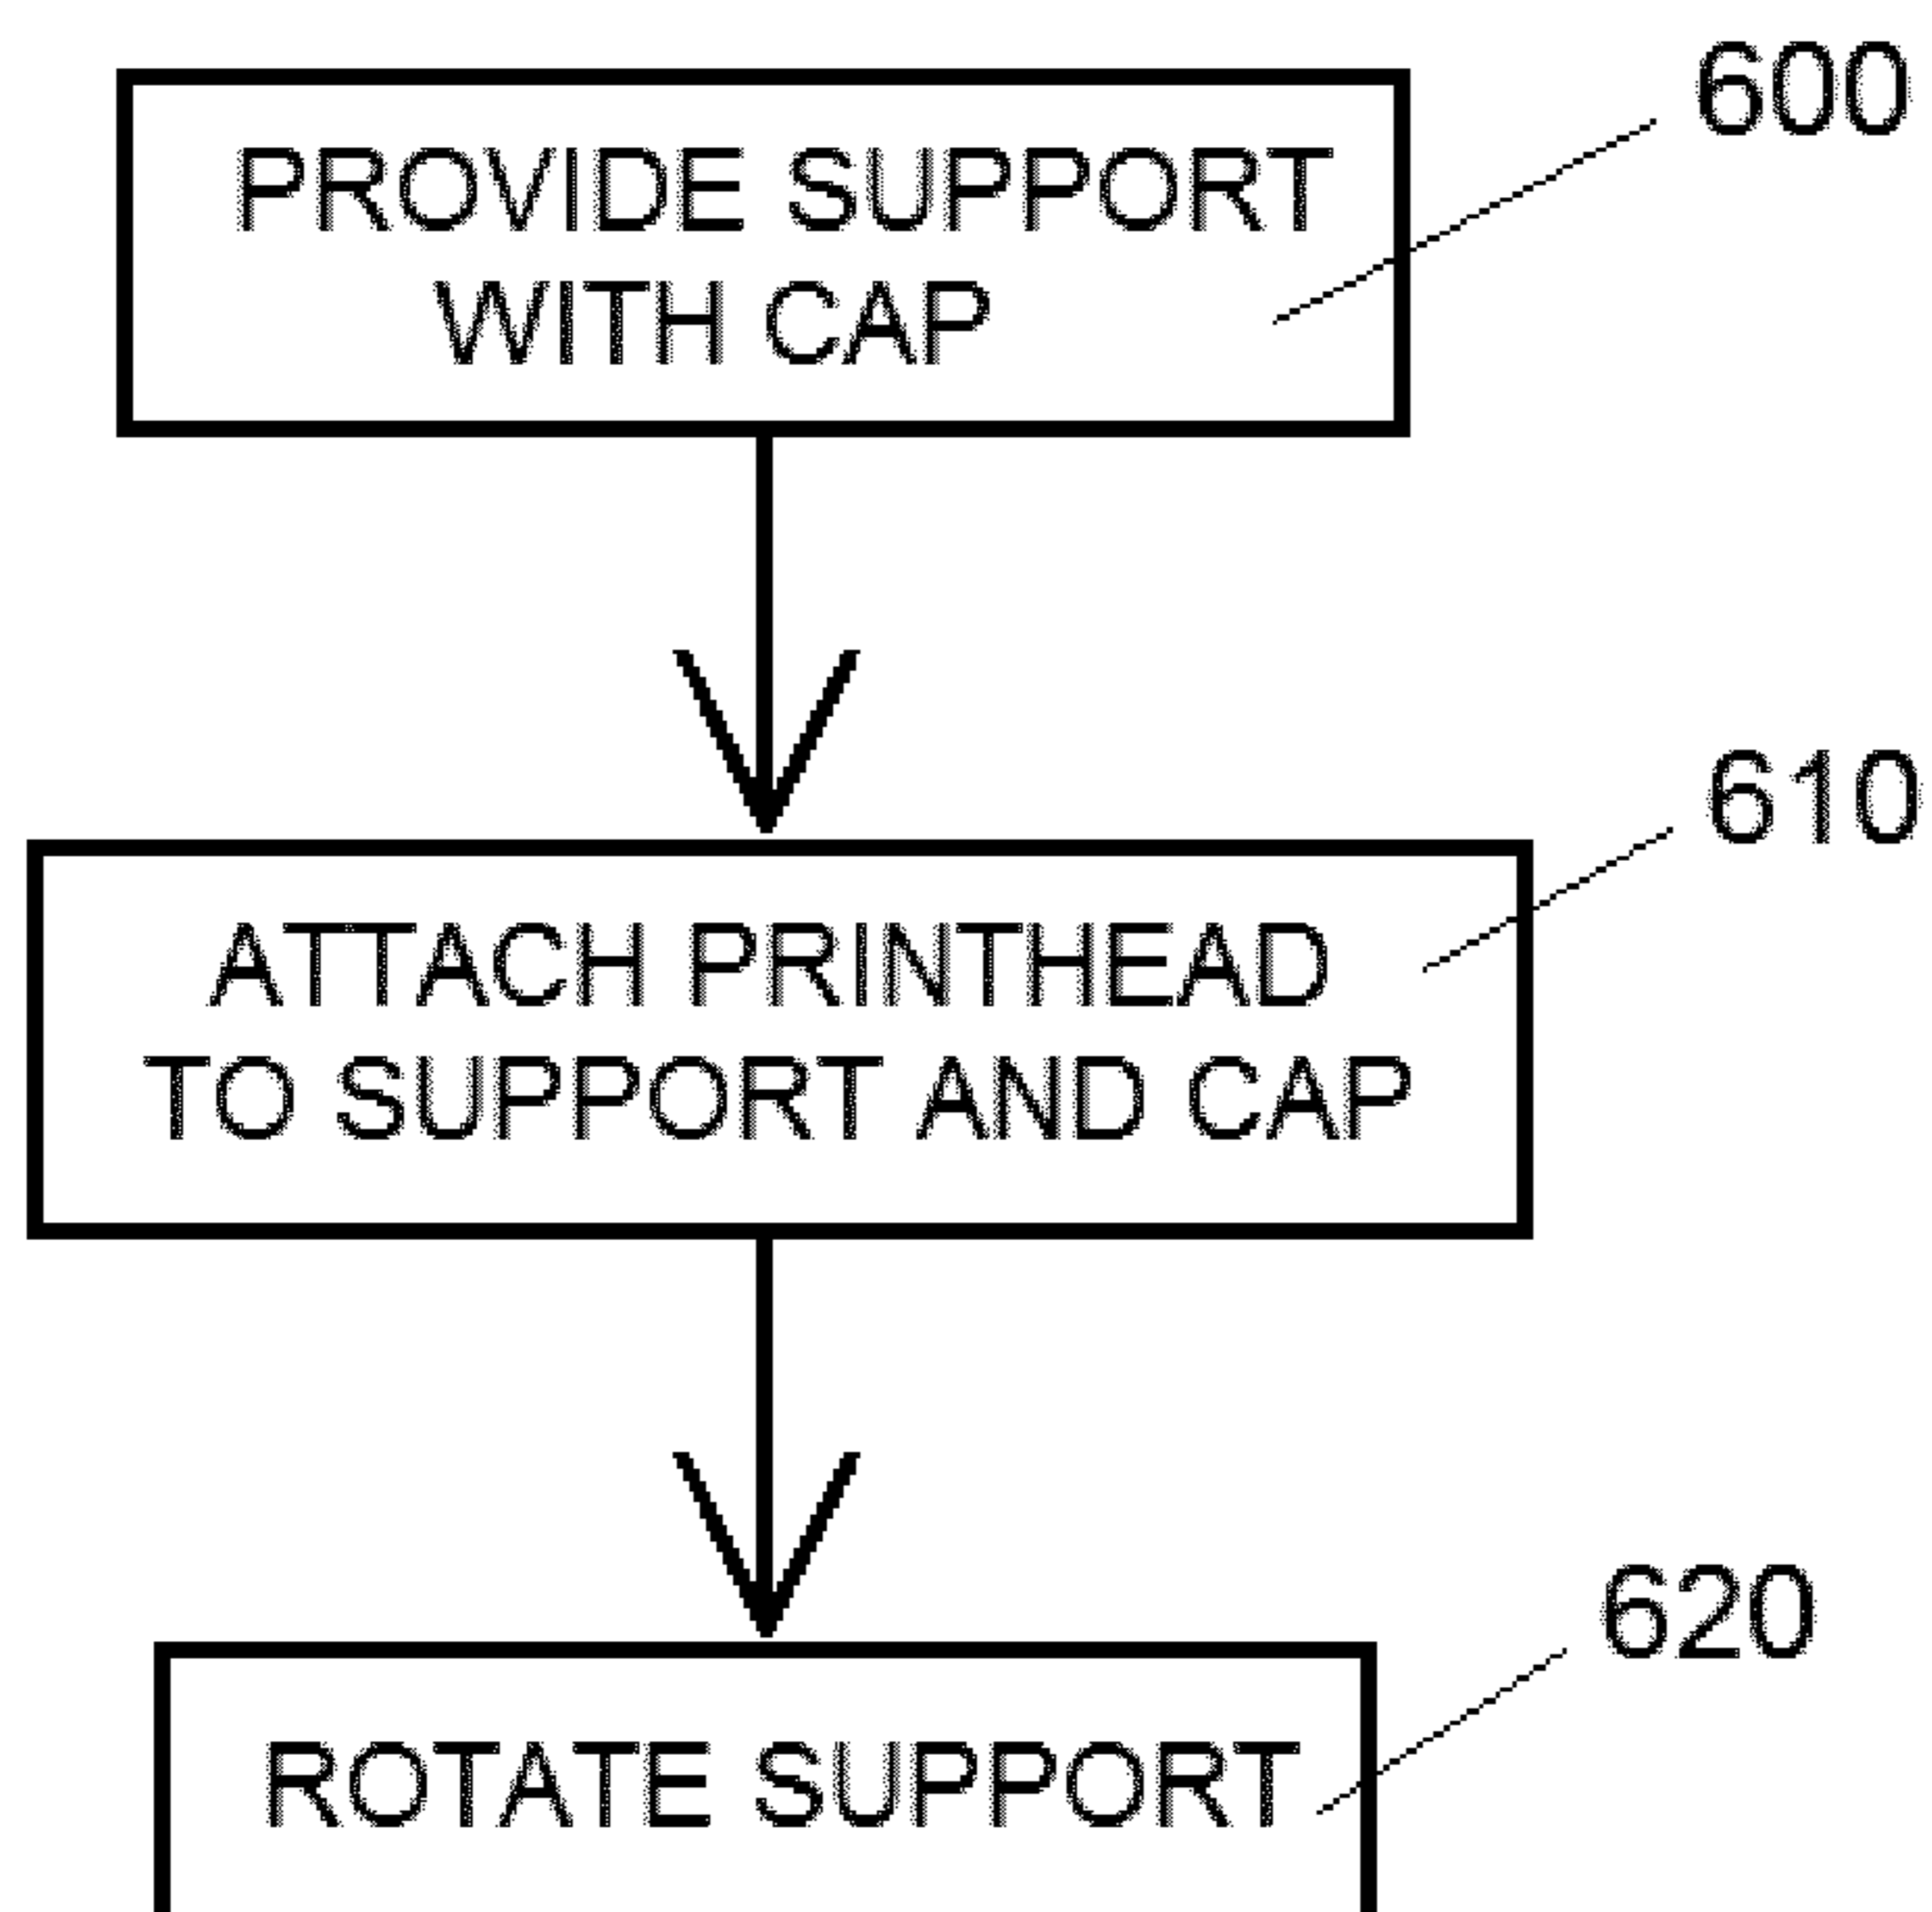 600
PROVIDE SUPPORT
WITH CAP
610
ATTACH PRINTHEAD
TO SUPPORT AND CAP
620
ROTATE SUPPORT